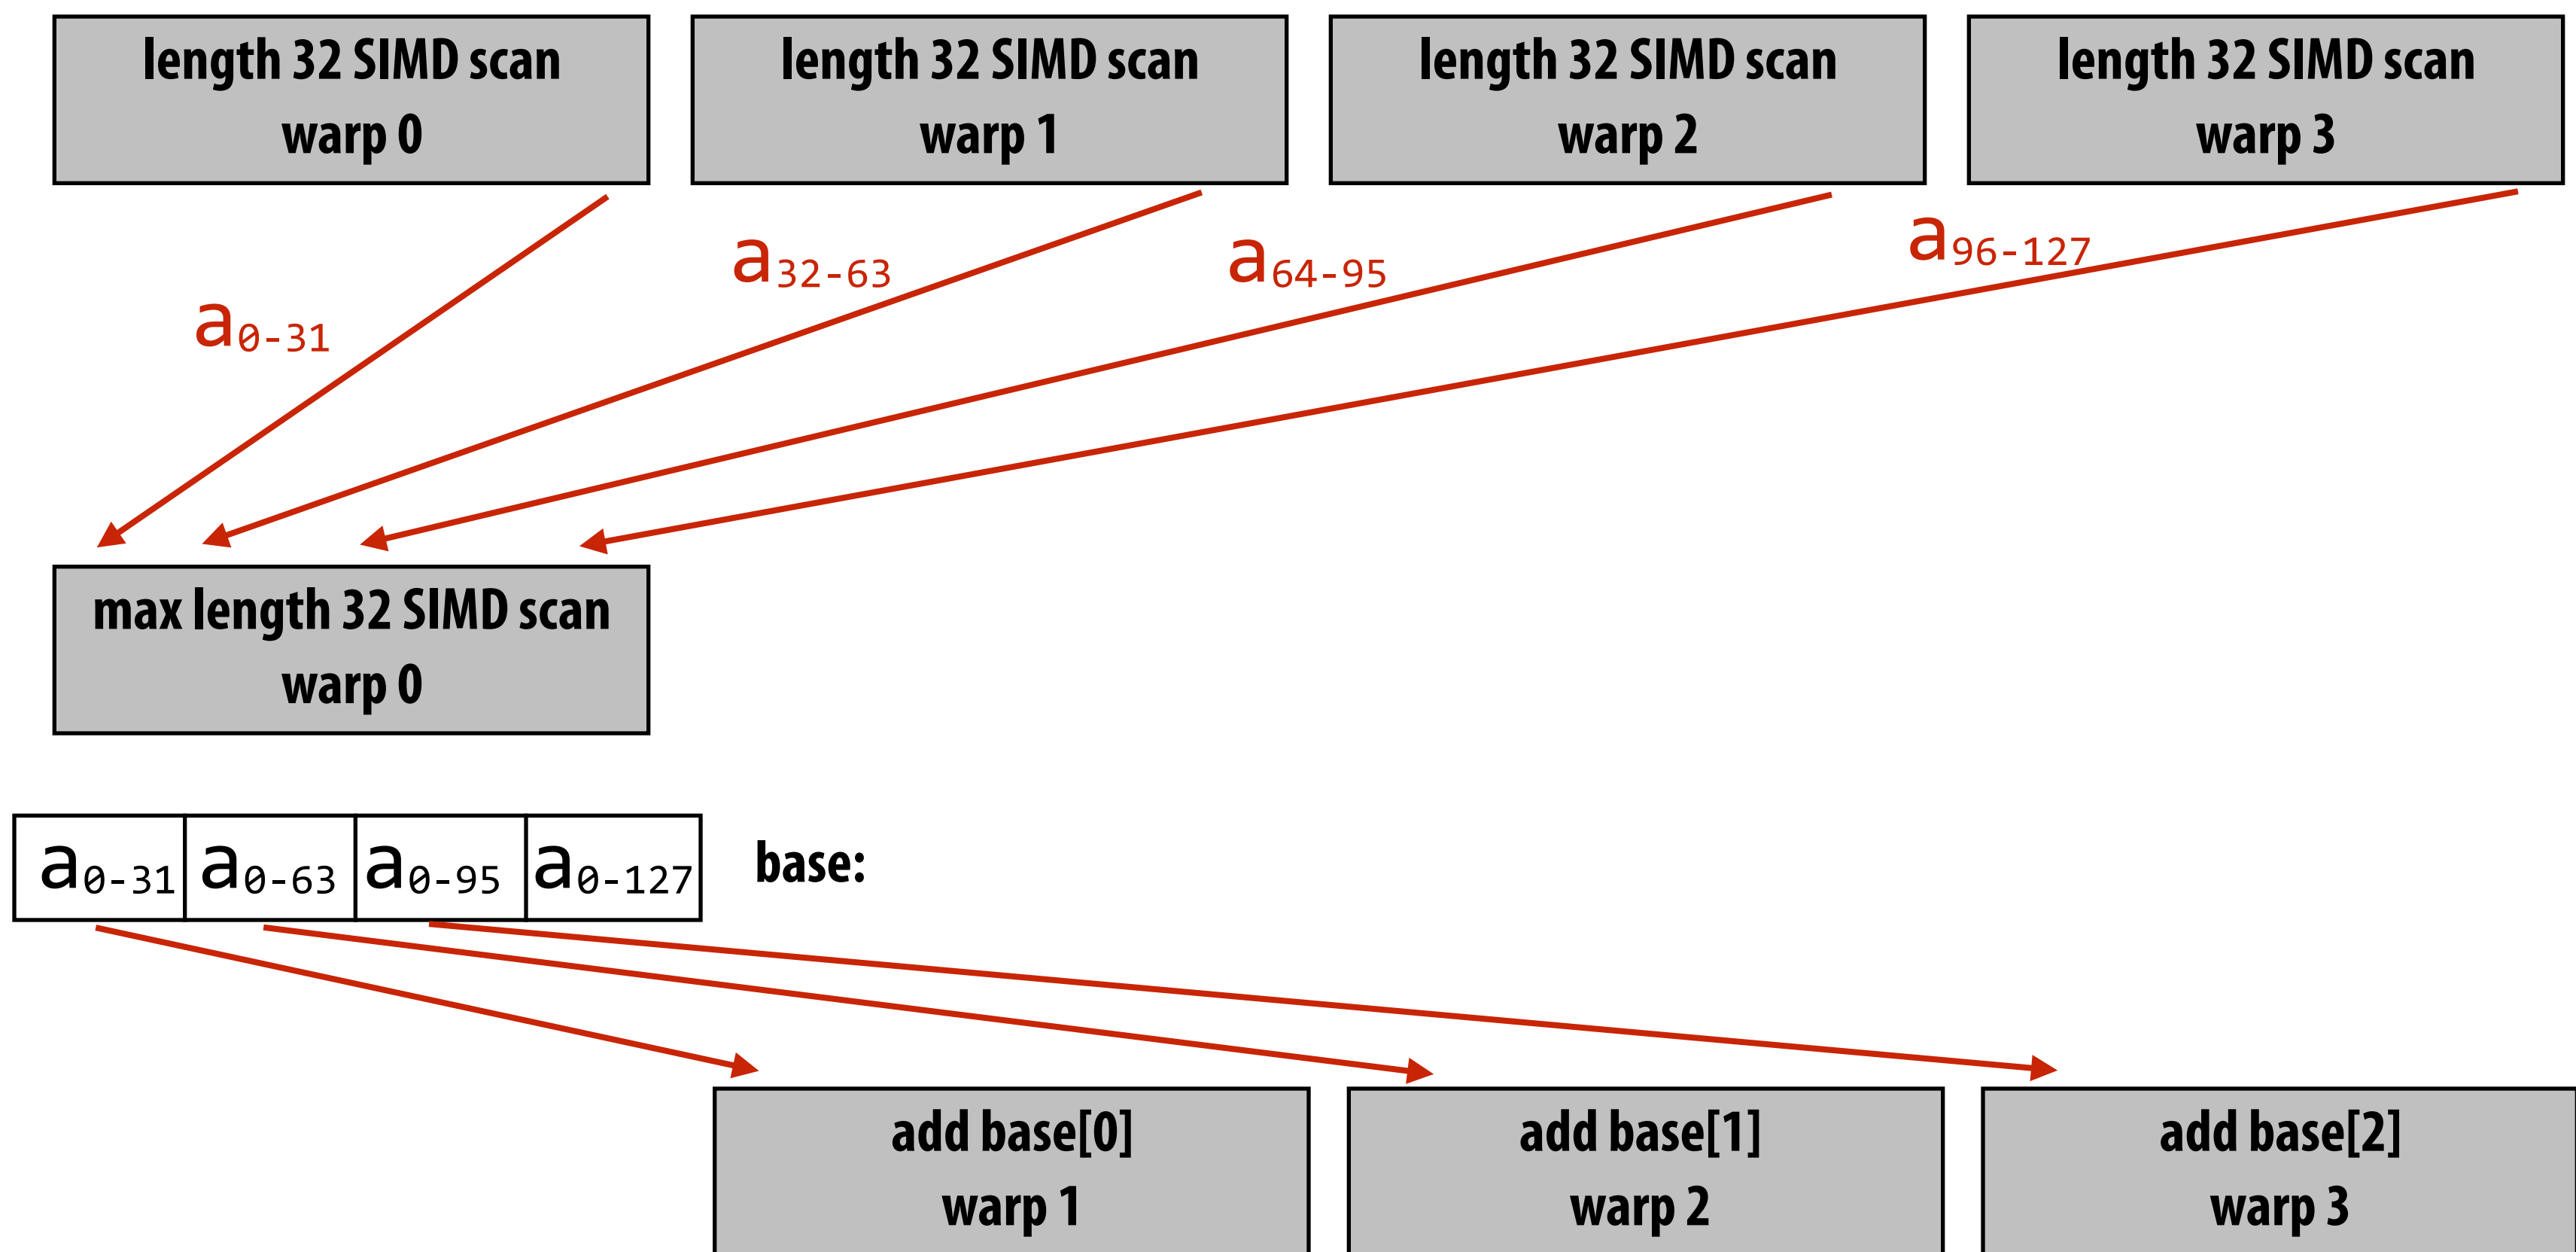 length 32 SIMD scan
warp 0
length 32 SIMD scan
warp 1
length 32 SIMD scan
warp 2
length 32 SIMD scan
warp 3
a0-31
a32-63
a64-95
a96-127
max length 32 SIMD scan
warp 0
a0-31 a0-63 a0-95 a0-127 base:
add base[0]
warp 1
add base[1]
warp 2
add base[2]
warp 3